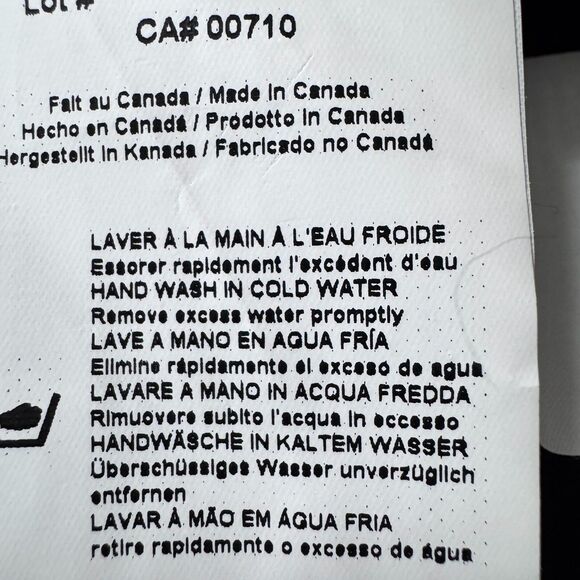 Lot #
CA# 00710
Fait au Canada / Made in Canada
Hecho en Canadá / Prodotto in Canada
Hergestellt in Kanada / Fabricado no Canadá
LAVER À LA MAIN À L'EAU FROIDE
Essorer rapidement l'excédent d'eau
HAND WASH IN COLD WATER
Remove excess water promptly
LAVE A MANO EN AGUA FRÍA
Elimine rápidamente el exceso de agua
LAVARE A MANO IN ACQUA FREDDA
Rimuovere subito l'acqua in eccesso
HANDWÄSCHE IN KALTEM WASSER
Überschüssiges Wasser unverzüglich
entfernen
LAVAR À MÃO EM ÁGUA FRIA
retire rapidamente o excesso de água